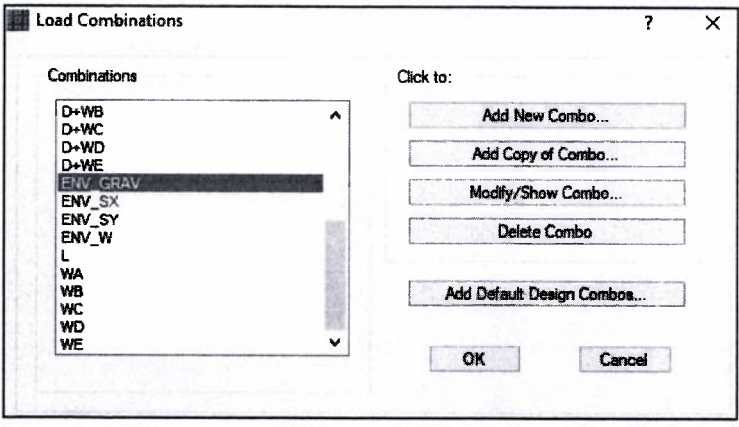 Load Combinations ? ×
Combinations
D+WB
D+WC
D+WD
D+WE
ENV_GRAV
ENV_SX
ENV_SY
ENV_W
L
WA
WB
WC
WD
WE
Click to:
Add New Combo...
Add Copy of Combo...
Modify/Show Combo...
Delete Combo
Add Default Design Combos...
OK
Cancel